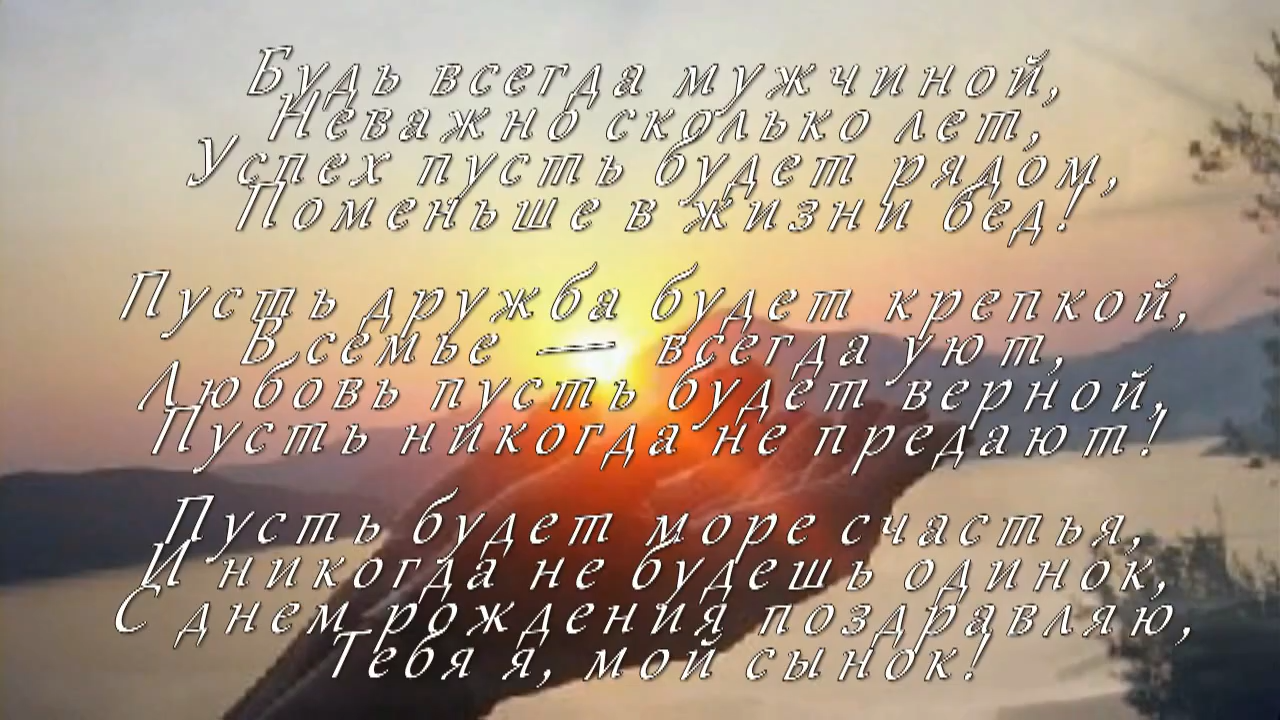 Будь всегда мужчиной,
Неважно сколько лет,
Успех пусть будет рядом,
Поменьше в жизни бед!
Пусть дружба будет крепкой,
В семье — всегда уют,
Любовь пусть будет верной,
Пусть никогда не предают!
Пусть будет море счастья,
И никогда не будешь одинок,
С днем рождения поздравляю,
Тебя я, мой сынок!